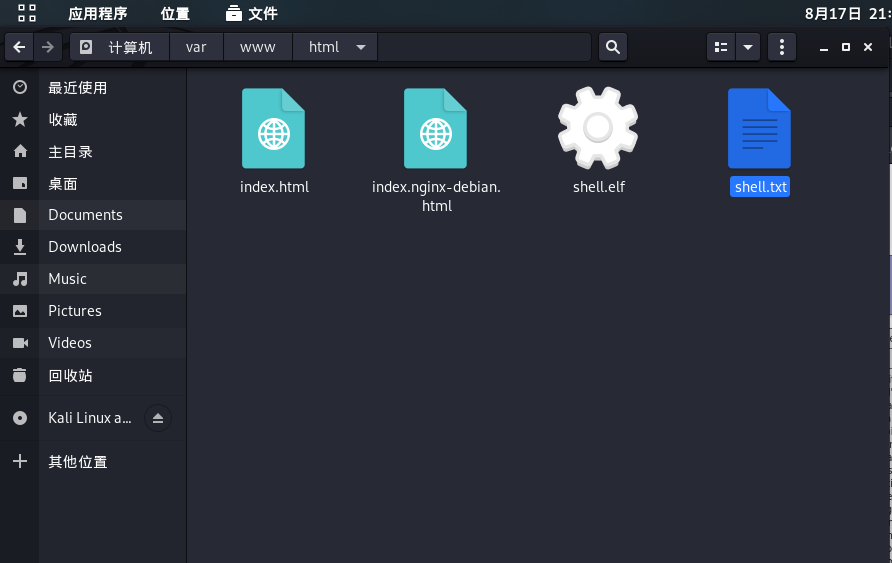 应用程序 位置 文件 8月17日 21:
计算机 var www html
最近使用
收藏
主目录
桌面
Documents
Downloads
Music
Pictures
Videos
回收站
Kali Linux a...
其他位置
index.html
index.nginx-debian.
html
shell.elf
shell.txt